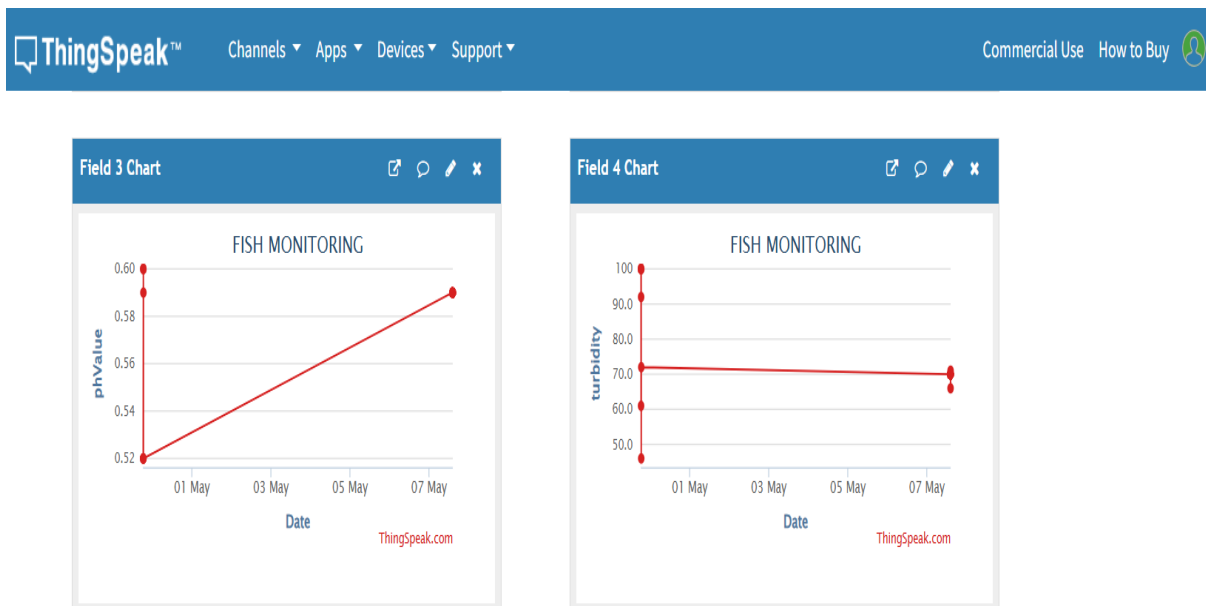 ThingSpeak™ Channels Apps Devices Support Commercial Use How to Buy
Field 3 Chart
FISH MONITORING
0.60
0.58
0.56
0.54
0.52
phValue
01 May 03 May 05 May 07 May
Date
ThingSpeak.com
Field 4 Chart
FISH MONITORING
100
90.0
80.0
70.0
60.0
50.0
turbidity
01 May 03 May 05 May 07 May
Date
ThingSpeak.com